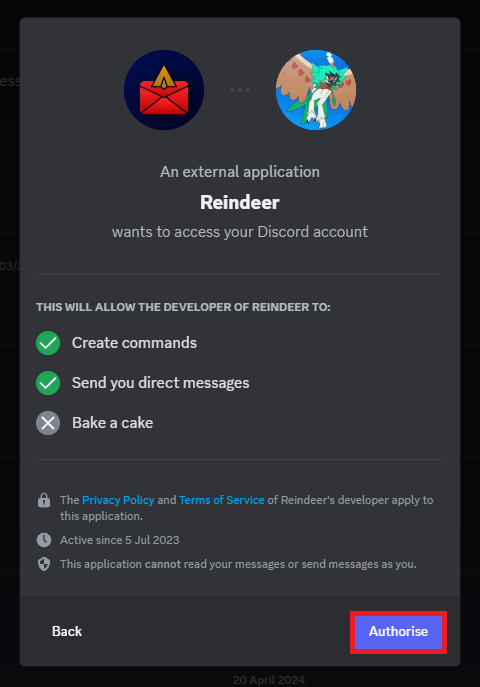 An external application
Reindeer
wants to access your Discord account
THIS WILL ALLOW THE DEVELOPER OF REINDEER TO:
Create commands
Send you direct messages
Bake a cake
The Privacy Policy and Terms of Service of Reindeer's developer apply to
this application.
Active since 5 Jul 2023
This application cannot read your messages or send messages as you.
Back
Authorise
20 April 2024